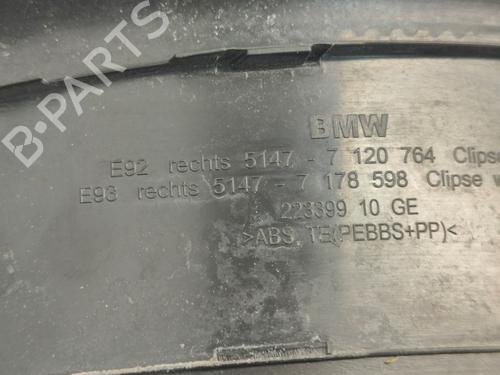 BMW
E92 rechts 5147 - 7 120 764 Clipse
E93 rechts 5147 - 7 178 598 Clipse
223399 10 GE
>ABS, TE(PEBBS+PP)<